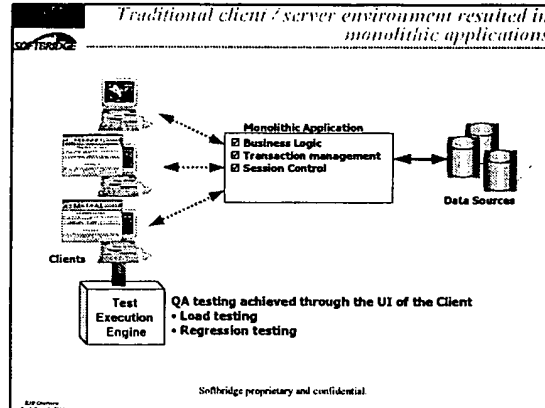 Traditional client / server environment resulted in
monolithic applications
SOFTBRIDGE
Monolithic Application
☑ Business Logic
☑ Transaction management
☑ Session Control
Data Sources
Clients
Test
Execution
Engine
QA testing achieved through the UI of the Client
• Load testing
• Regression testing
Softbridge proprietary and confidential.